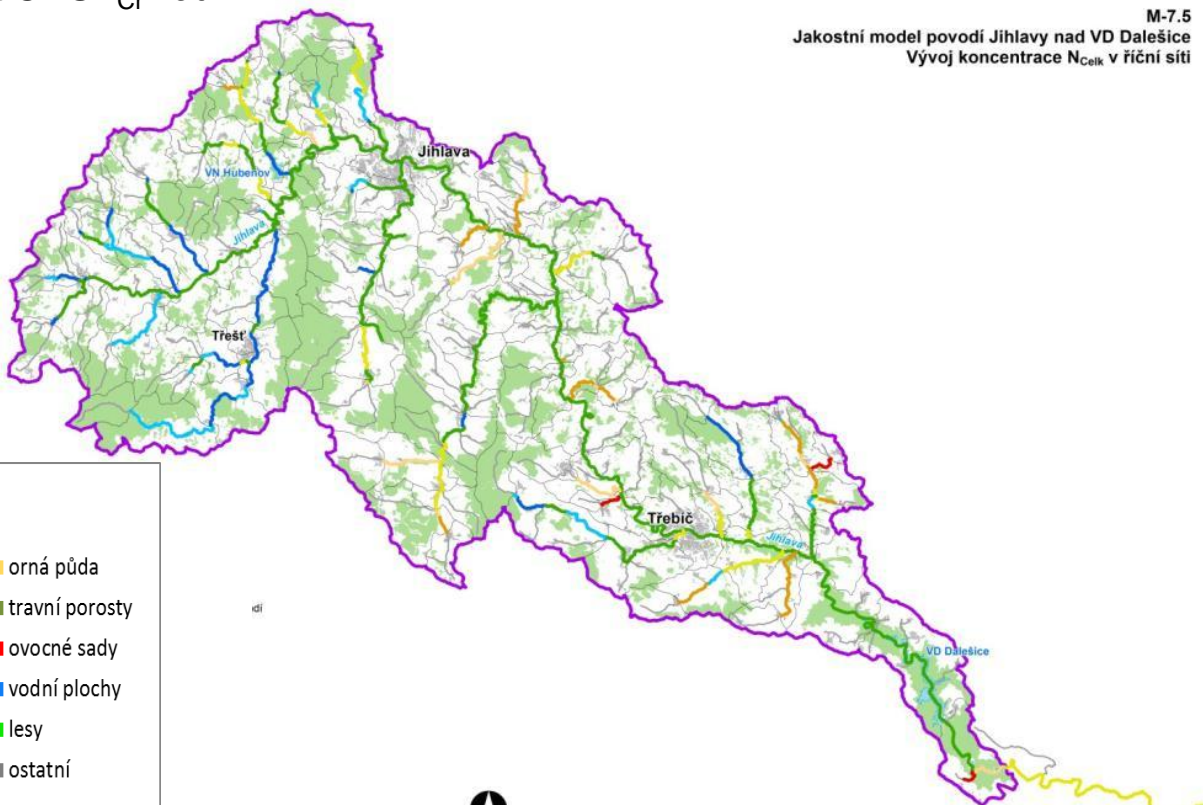 M-7.5
Jakostní model povodí Jihlavy nad VD Dalešice
Vývoj koncentrace NCelk v říční síti
Jihlava
VN Hubenov
Jihlava
Třešť
Třebíč
Jihlava
VD Dalešice
orná půda
travní porosty
ovocné sady
vodní plochy
lesy
ostatní